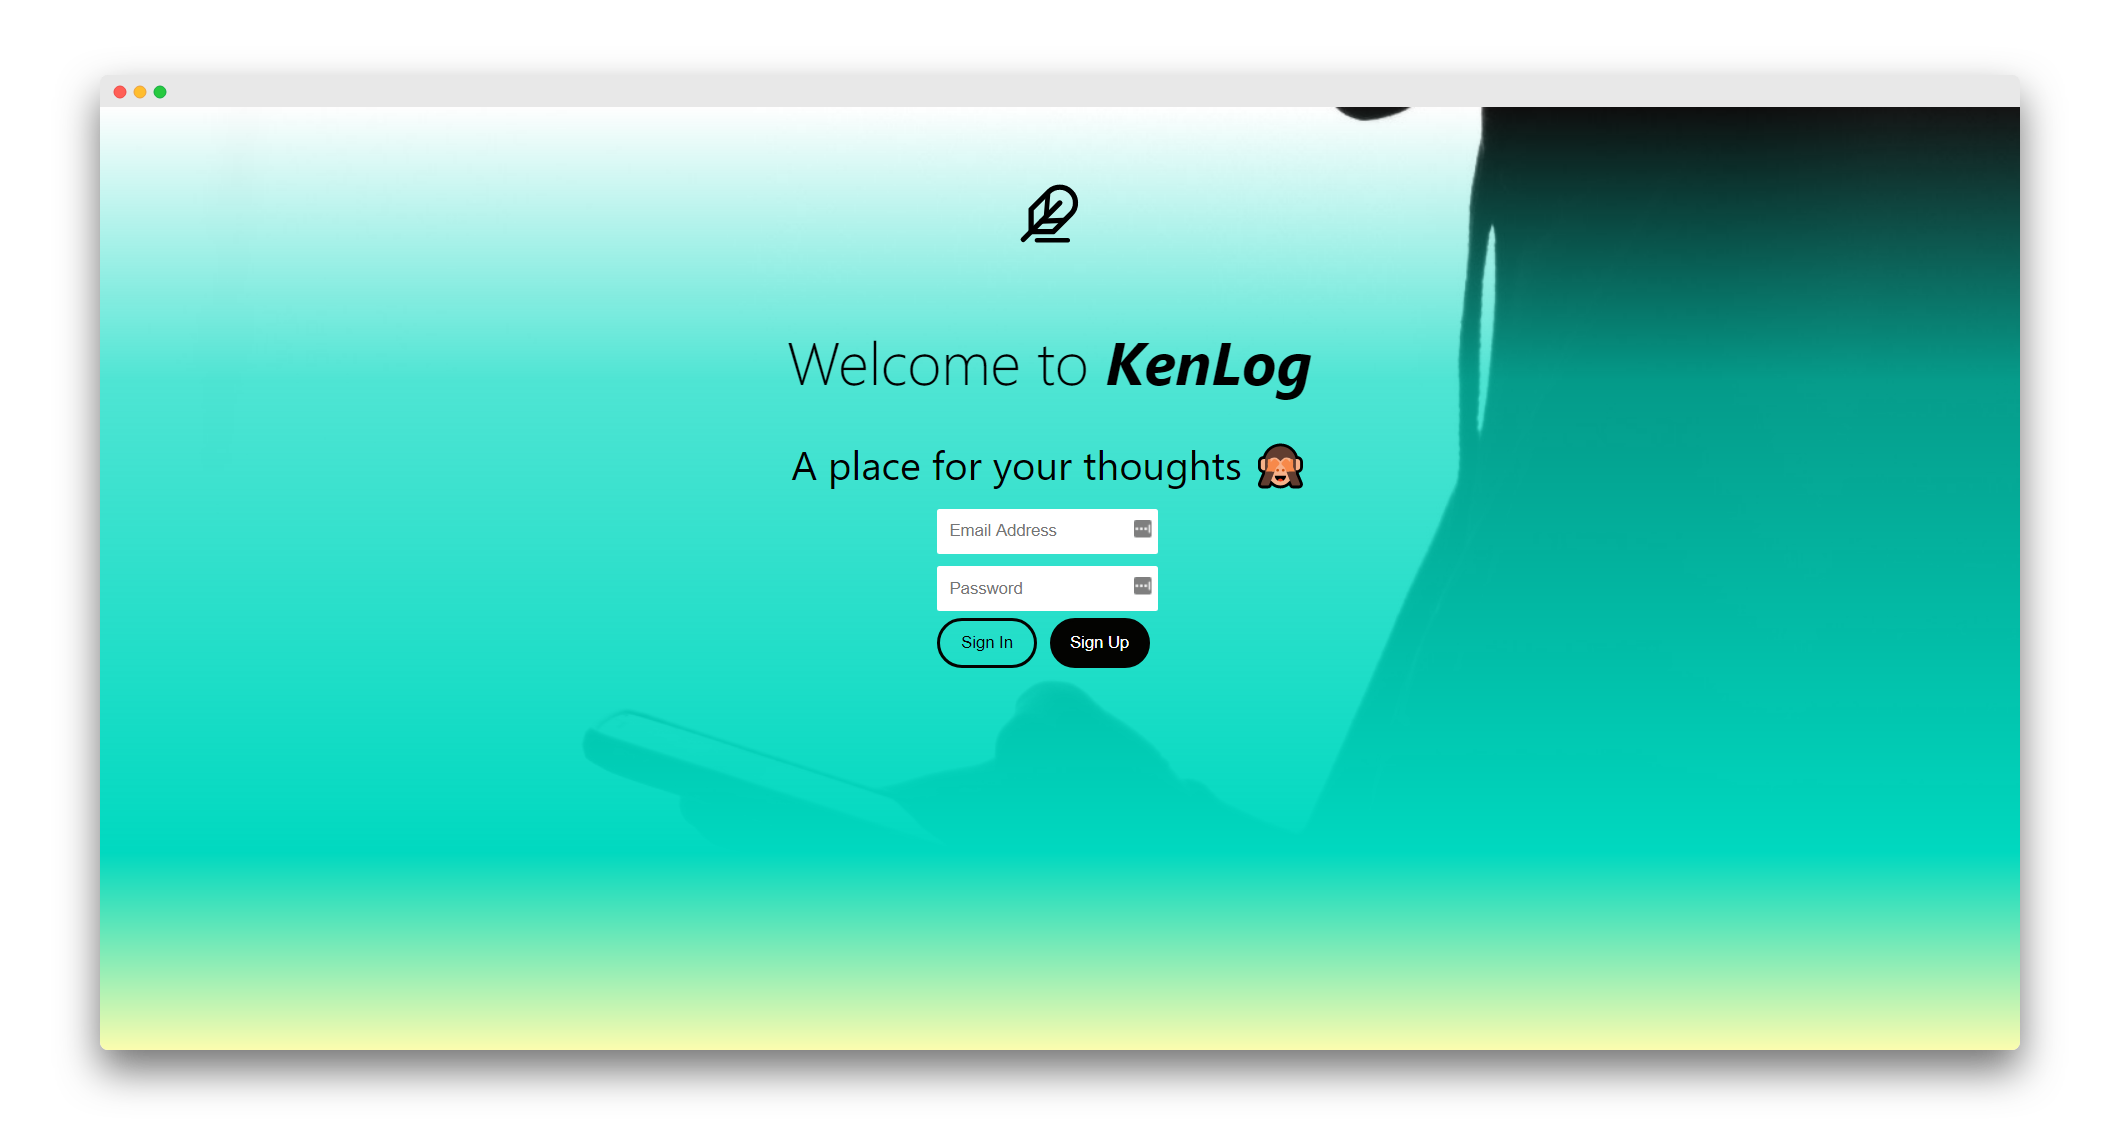 Welcome to KenLog
A place for your thoughts 🙈
Email Address
Password
Sign In
Sign Up